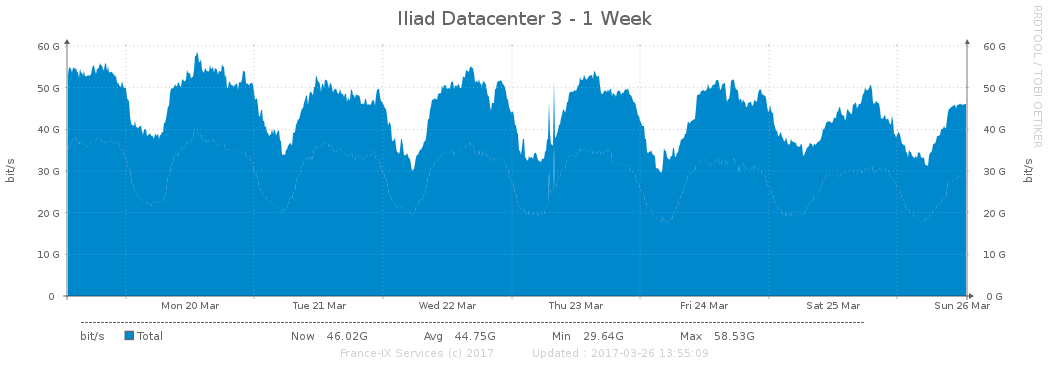 Iliad Datacenter 3 - 1 Week
RRDTOOL / TOBI OETIKER
60 G 60 G
50 G 50 G
40 G 40 G
30 G 30 G
20 G 20 G
10 G 10 G
0 0 G
bit/s bit/s
Mon 20 Mar Tue 21 Mar Wed 22 Mar Thu 23 Mar Fri 24 Mar Sat 25 Mar Sun 26 Mar
bit/s Total Now 46.02G Avg 44.75G Min 29.64G Max 58.53G
France-IX Services (c) 2017 Updated : 2017-03-26 13:55:09